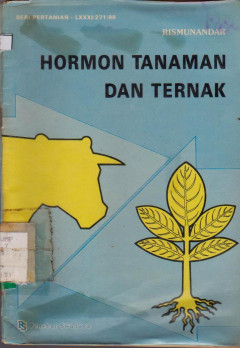 SERI PERTANIAN - LXXXI/271/88
RISMUNANDAR
HORMON TANAMAN
DAN TERNAK